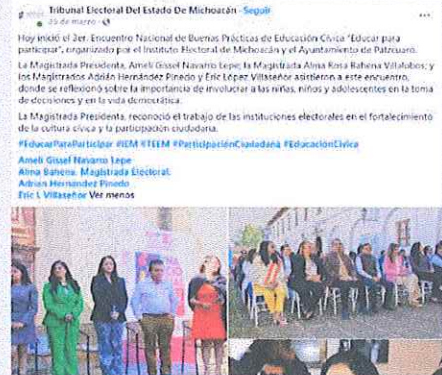 Tribunal Electoral Del Estado De Michoacán · Seguir
25 de marzo ·
Hoy inició el 3er. Encuentro Nacional de Buenas Prácticas de Educación Cívica "Educar para
participar", organizado por el Instituto Electoral de Michoacán y el Ayuntamiento de Pátzcuaro.
La Magistrada Presidenta, Ameli Gissel Navarro Lepe; la Magistrada Alma Rosa Bahena Villalobos; y
los Magistrados Adrián Hernández Pinedo y Éric López Villaseñor asistieron a este encuentro,
donde se reflexionó sobre la importancia de involucrar a las niñas, niños y adolescentes en la toma
de decisiones y en la vida democrática.
La Magistrada Presidenta, reconoció el trabajo de las instituciones electorales en el fortalecimiento
de la cultura cívica y la participación ciudadana.
#EducarParaParticipar #IEM #TEEM #ParticipaciónCiudadana #EducaciónCívica
Ameli Gissel Navarro Lepe
Alma Bahena. Magistrada Electoral.
Adrian Hernandez Pinedo
Eric L Villaseñor Ver menos